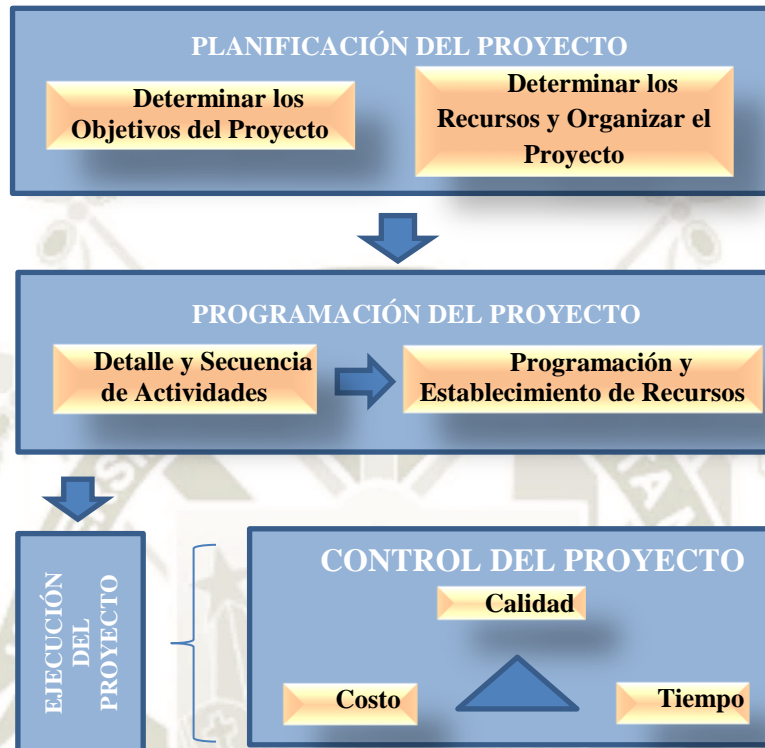 PLANIFICACIÓN DEL PROYECTO
Determinar los
Objetivos del Proyecto
Determinar los
Recursos y Organizar el
Proyecto
PROGRAMACIÓN DEL PROYECTO
Detalle y Secuencia
de Actividades
Programación y
Establecimiento de Recursos
EJECUCIÓN
DEL
PROYECTO
CONTROL DEL PROYECTO
Calidad
Costo
Tiempo